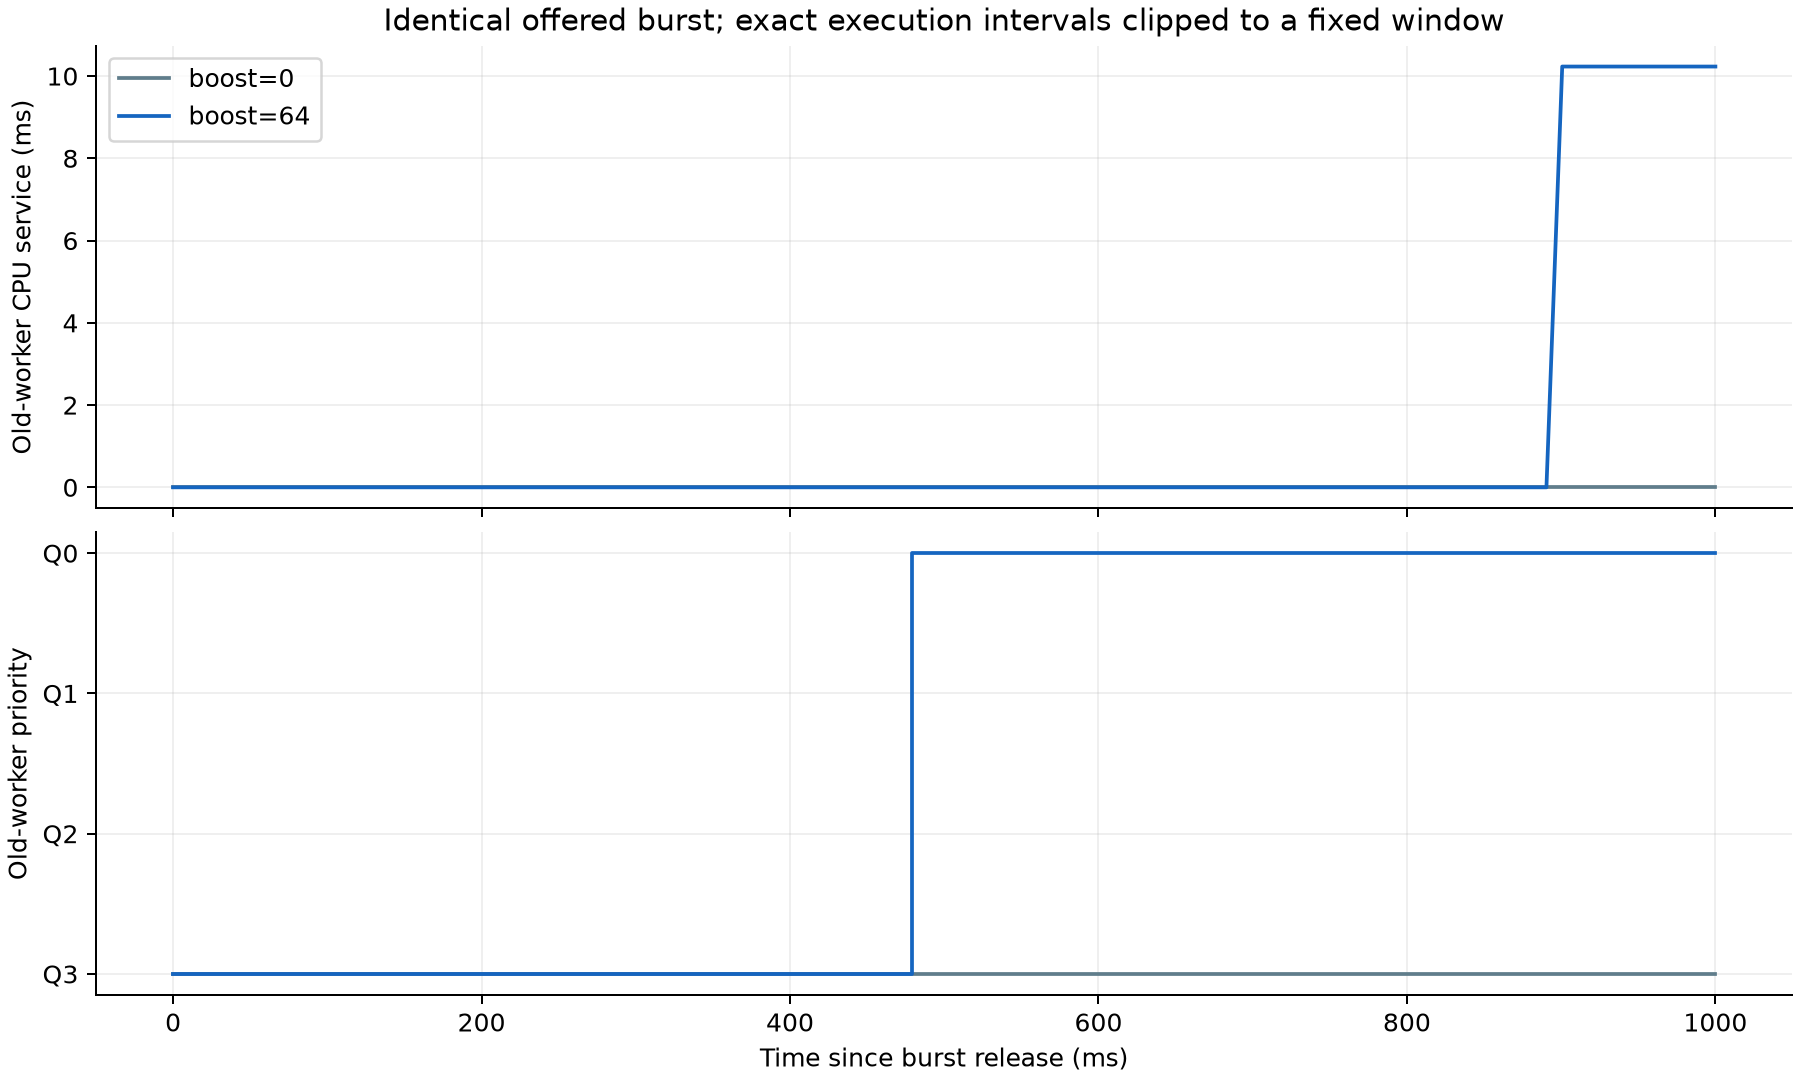 Identical offered burst; exact execution intervals clipped to a fixed window
Old-worker CPU service (ms)
10
8
6
4
2
0
boost=0
boost=64
Old-worker priority
Q0
Q1
Q2
Q3
0
200
400
600
800
1000
Time since burst release (ms)